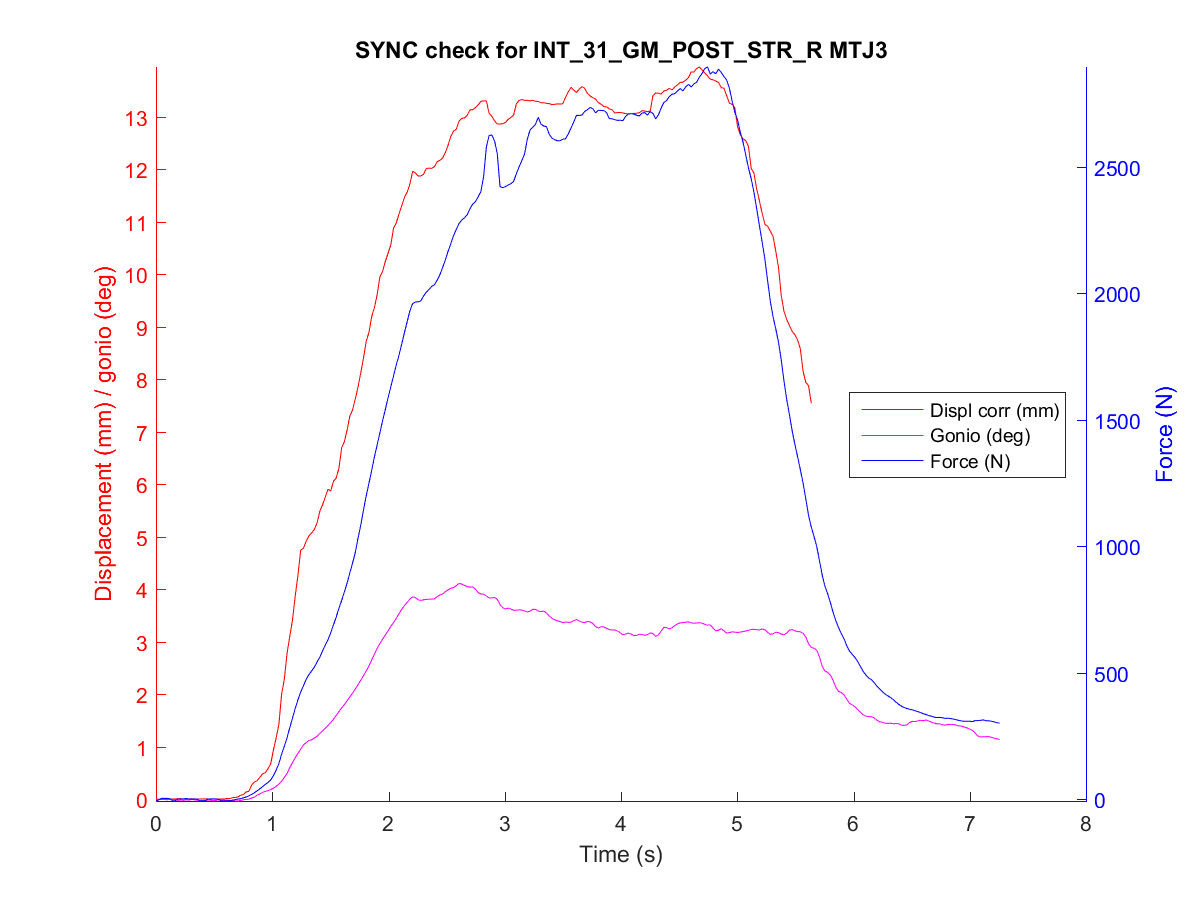 SYNC check for INT_31_GM_POST_STR_R MTJ3
Displacement (mm) / gonio (deg)
13
12
11
10
9
8
7
6
5
4
3
2
1
0
2500
2000
1500
1000
500
0
Force (N)
Displ corr (mm)
Gonio (deg)
Force (N)
0 1 2 3 4 5 6 7 8
Time (s)